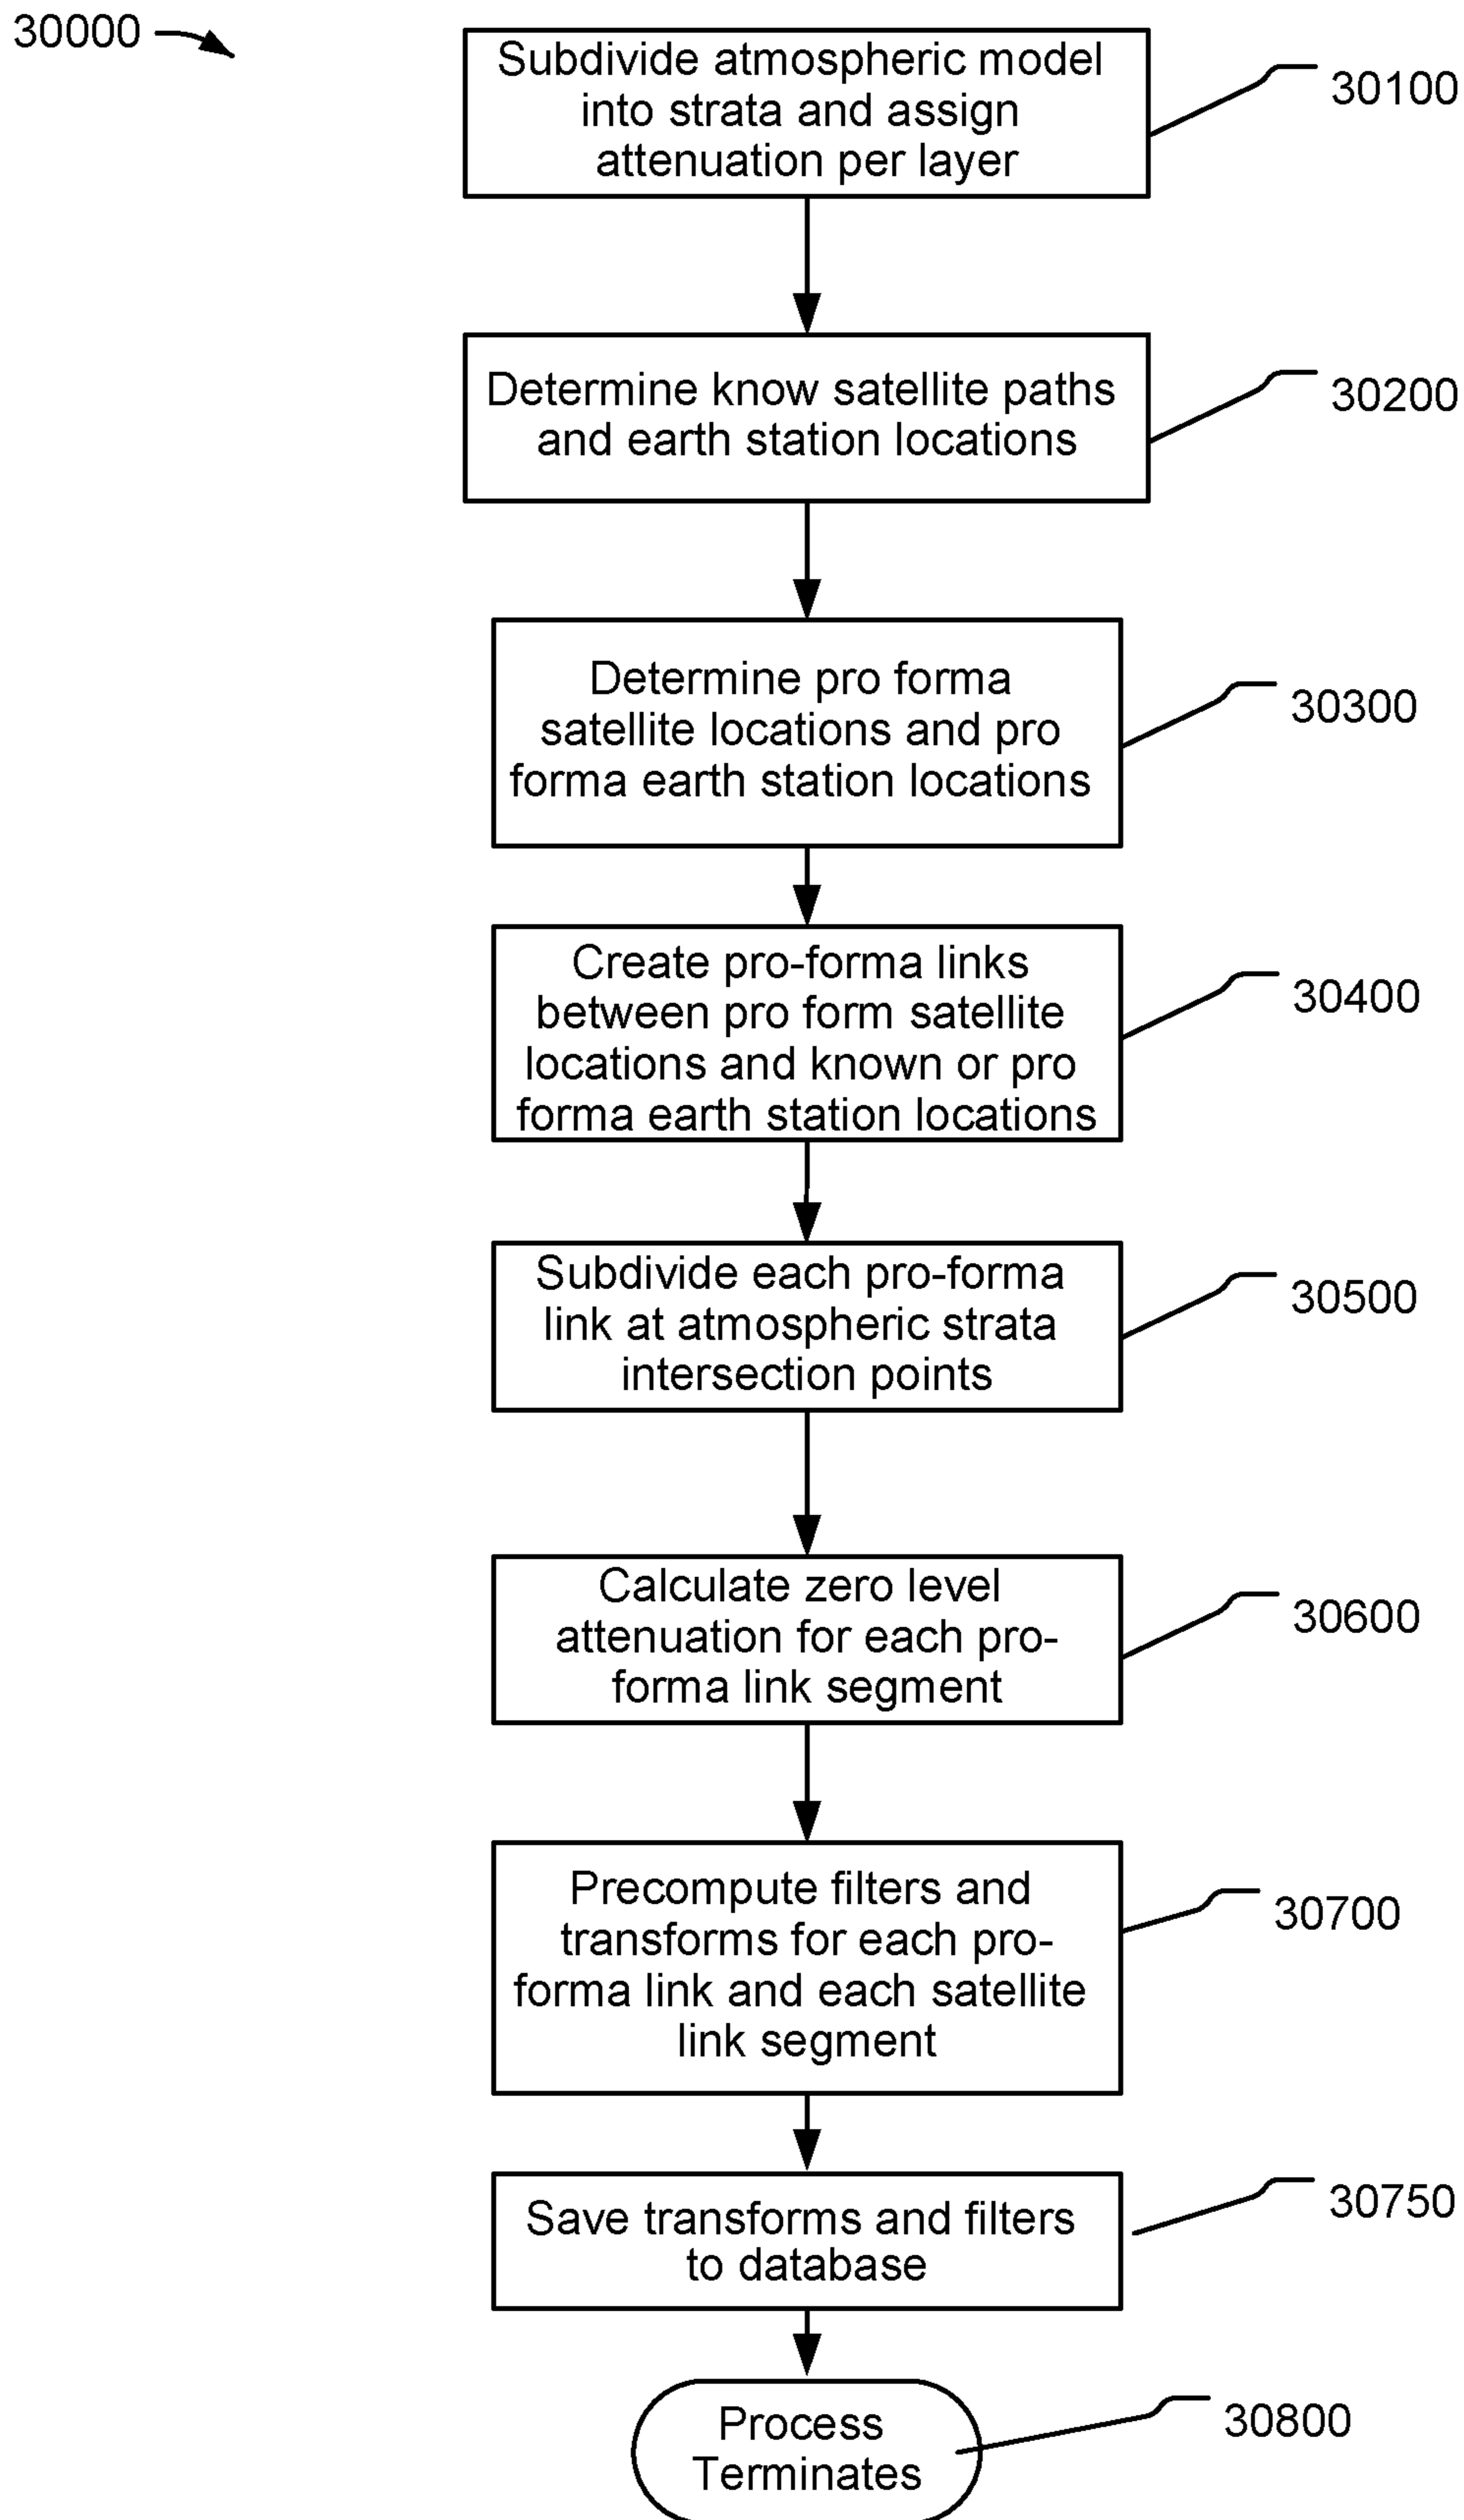 30000
Subdivide atmospheric model
into strata and assign
attenuation per layer
30100
Determine know satellite paths
and earth station locations
30200
Determine pro forma
satellite locations and pro
forma earth station locations
30300
Create pro-forma links
between pro form satellite
locations and known or pro
forma earth station locations
30400
Subdivide each pro-forma
link at atmospheric strata
intersection points
30500
Calculate zero level
attenuation for each pro-
forma link segment
30600
Precompute filters and
transforms for each pro-
forma link and each satellite
link segment
30700
Save transforms and filters
to database
30750
Process
Terminates
30800